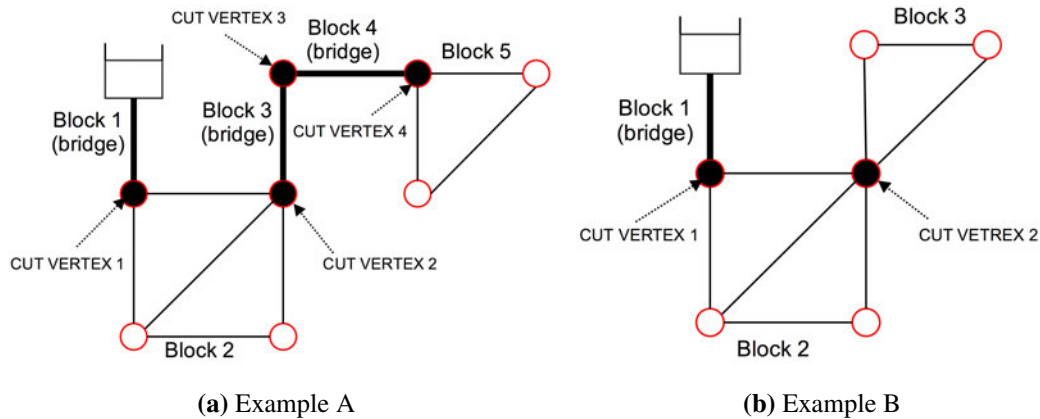 CUT VERTEX 3
Block 4
(bridge)
Block 5
Block 1
(bridge)
Block 3
(bridge)
CUT VERTEX 4
CUT VERTEX 1
CUT VERTEX 2
Block 2
(a) Example A
Block 3
Block 1
(bridge)
CUT VERTEX 1
CUT VETREX 2
Block 2
(b) Example B